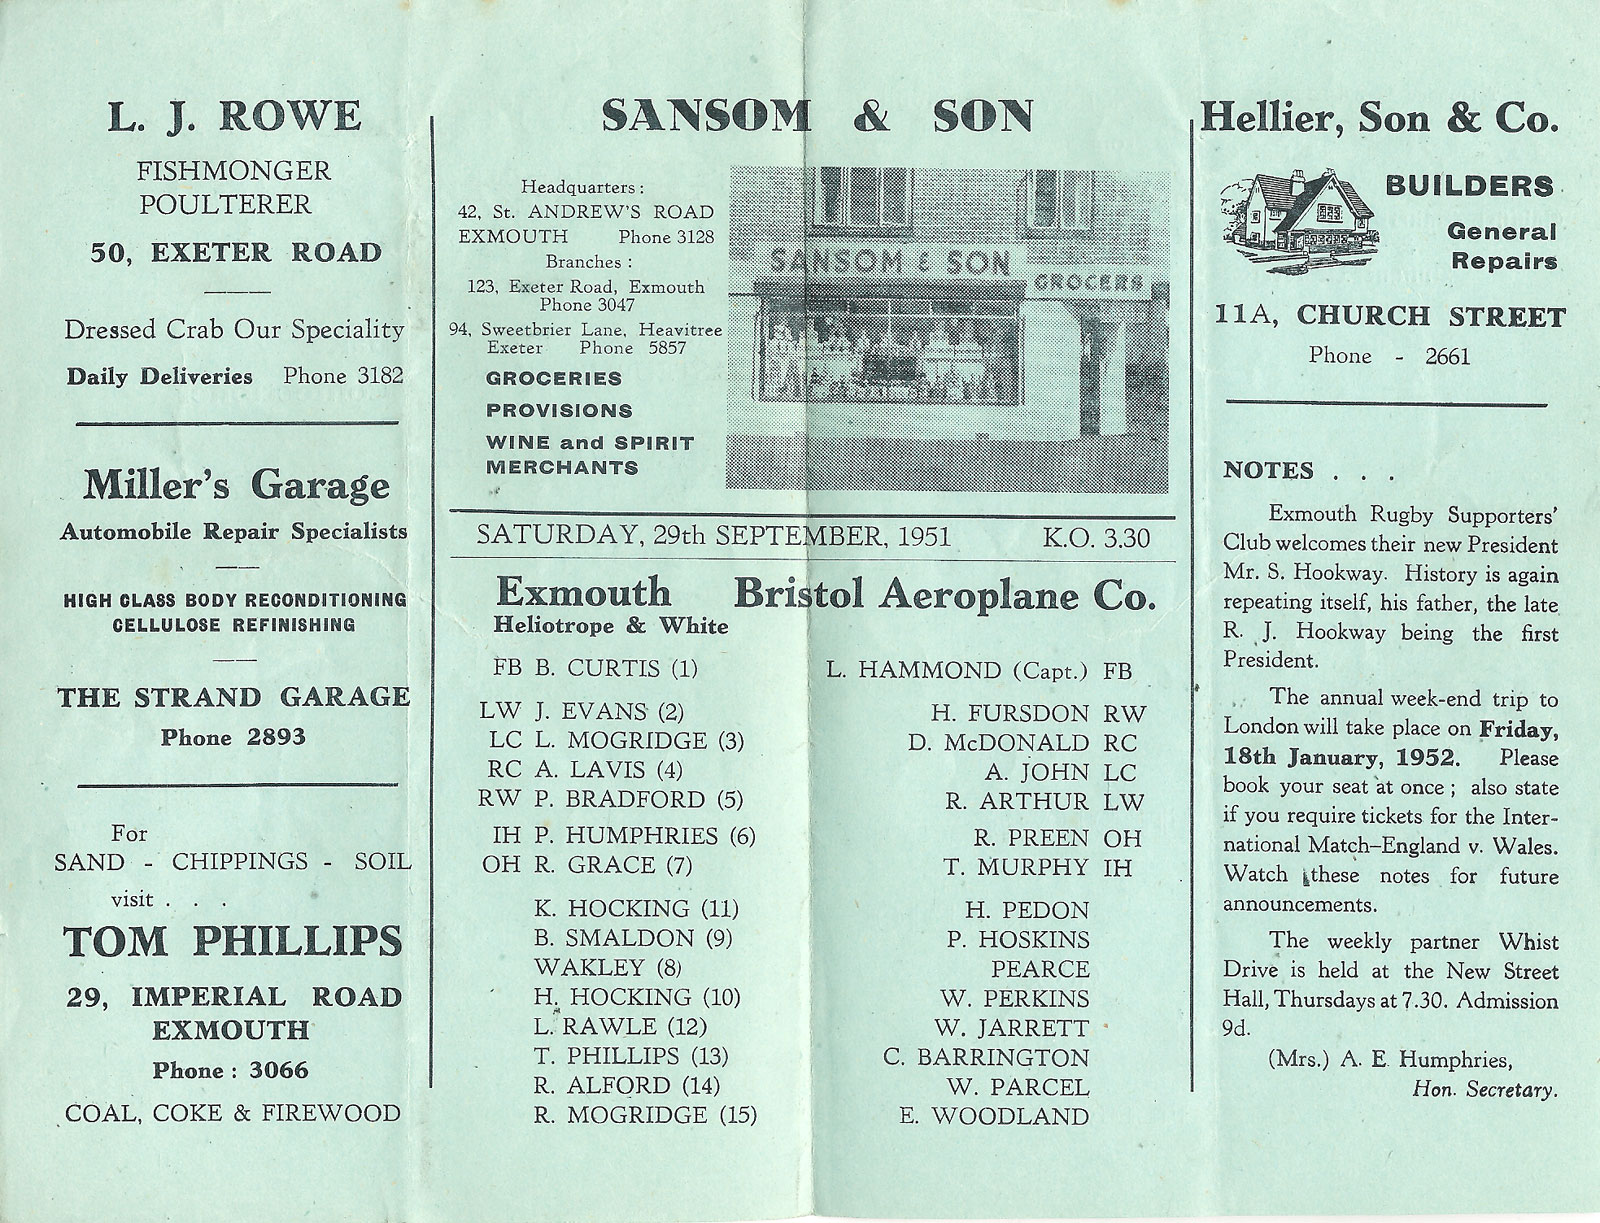 L. J. ROWE
FISHMONGER
POULTERER
50, EXETER ROAD
Dressed Crab Our Speciality
Daily Deliveries Phone 3182
Miller's Garage
Automobile Repair Specialists
HIGH CLASS BODY RECONDITIONING
CELLULOSE REFINISHING
THE STRAND GARAGE
Phone 2893
For
SAND - CHIPPINGS - SOIL
visit . . .
TOM PHILLIPS
29, IMPERIAL ROAD
EXMOUTH
Phone : 3066
COAL, COKE & FIREWOOD
SANSOM & SON
Headquarters :
42, St. ANDREW'S ROAD
EXMOUTH Phone 3128
Branches :
123, Exeter Road, Exmouth
Phone 3047
94, Sweetbrier Lane, Heavitree
Exeter Phone 5857
GROCERIES
PROVISIONS
WINE and SPIRIT
MERCHANTS
SANSOM & SON
GROCERS
SATURDAY, 29th SEPTEMBER, 1951 K.O. 3.30
Exmouth Bristol Aeroplane Co.
Heliotrope & White
FB B. CURTIS (1) L. HAMMOND (Capt.) FB
LW J. EVANS (2) H. FURSDON RW
LC L. MOGRIDGE (3) D. McDONALD RC
RC A. LAVIS (4) A. JOHN LC
RW P. BRADFORD (5) R. ARTHUR LW
IH P. HUMPHRIES (6) R. PREEN OH
OH R. GRACE (7) T. MURPHY IH
K. HOCKING (11) H. PEDON
B. SMALDON (9) P. HOSKINS
WAKLEY (8) PEARCE
H. HOCKING (10) W. PERKINS
L. RAWLE (12) W. JARRETT
T. PHILLIPS (13) C. BARRINGTON
R. ALFORD (14) W. PARCEL
R. MOGRIDGE (15) E. WOODLAND
Hellier, Son & Co.
BUILDERS
General
Repairs
11A, CHURCH STREET
Phone - 2661
NOTES . . .
Exmouth Rugby Supporters'
Club welcomes their new President
Mr. S. Hookway. History is again
repeating itself, his father, the late
R. J. Hookway being the first
President.
The annual week-end trip to
London will take place on Friday,
18th January, 1952. Please
book your seat at once ; also state
if you require tickets for the Inter-
national Match–England v. Wales.
Watch these notes for future
announcements.
The weekly partner Whist
Drive is held at the New Street
Hall, Thursdays at 7.30. Admission
9d.
(Mrs.) A. E. Humphries,
Hon. Secretary.